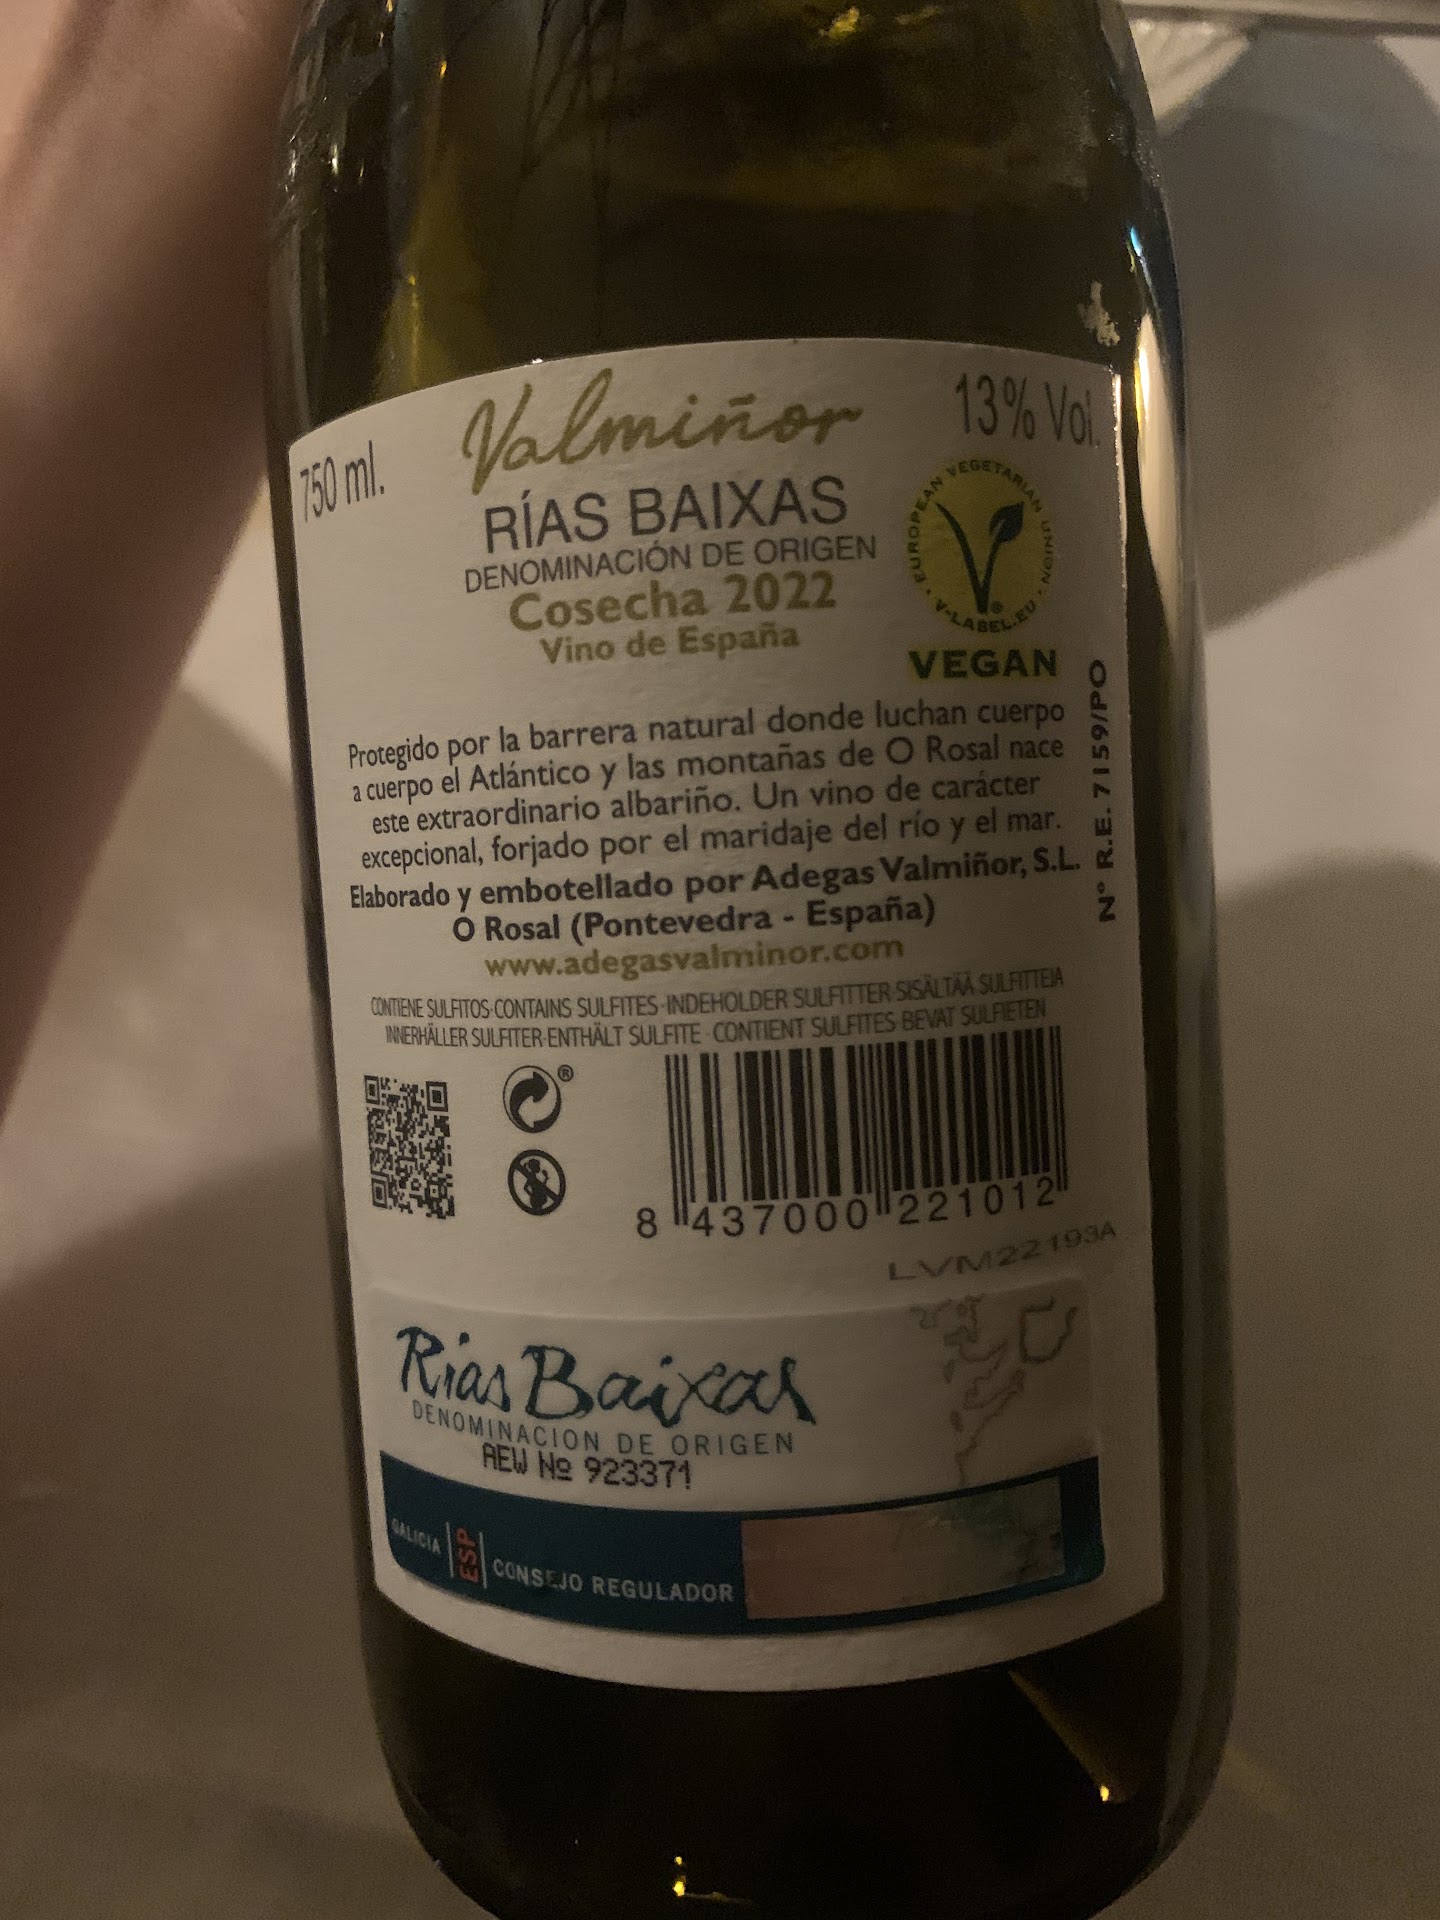 750 ml.
Valmiñor
13% Vol.
RÍAS BAIXAS
DENOMINACIÓN DE ORIGEN
Cosecha 2022
Vino de España
EUROPEAN VEGETARIAN UNION
V-LABEL.EU
VEGAN
Protegido por la barrera natural donde luchan cuerpo
a cuerpo el Atlántico y las montañas de O Rosal nace
este extraordinario albariño. Un vino de carácter
excepcional, forjado por el maridaje del río y el mar.
Elaborado y embotellado por Adegas Valmiñor, S.L.
O Rosal (Pontevedra - España)
www.adegasvalminor.com
Nº R.E. 7159/PO
CONTIENE SULFITOS·CONTAINS SULFITES·INDEHOLDER SULFITTER·SISÄLTÄÄ SULFITTEJA
INNERHÄLLER SULFITER·ENTHÄLT SULFITE·CONTIENT SULFITES·BEVAT SULFIETEN
®
8 437000 221012
LVM22193A
Rías Baixas
DENOMINACION DE ORIGEN
AEW Nº 923371
GALICIA ESP CONSEJO REGULADOR